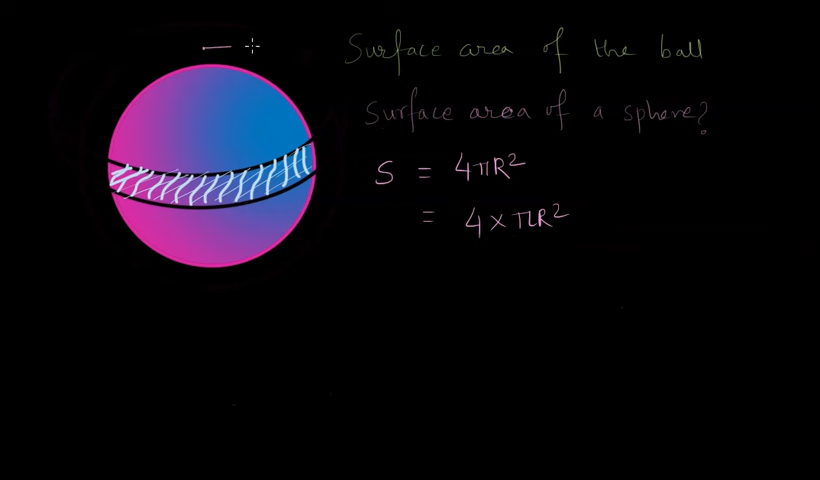 Surface area of the ball
Surface area of a sphere?
S = 4πR²
= 4 × πR²